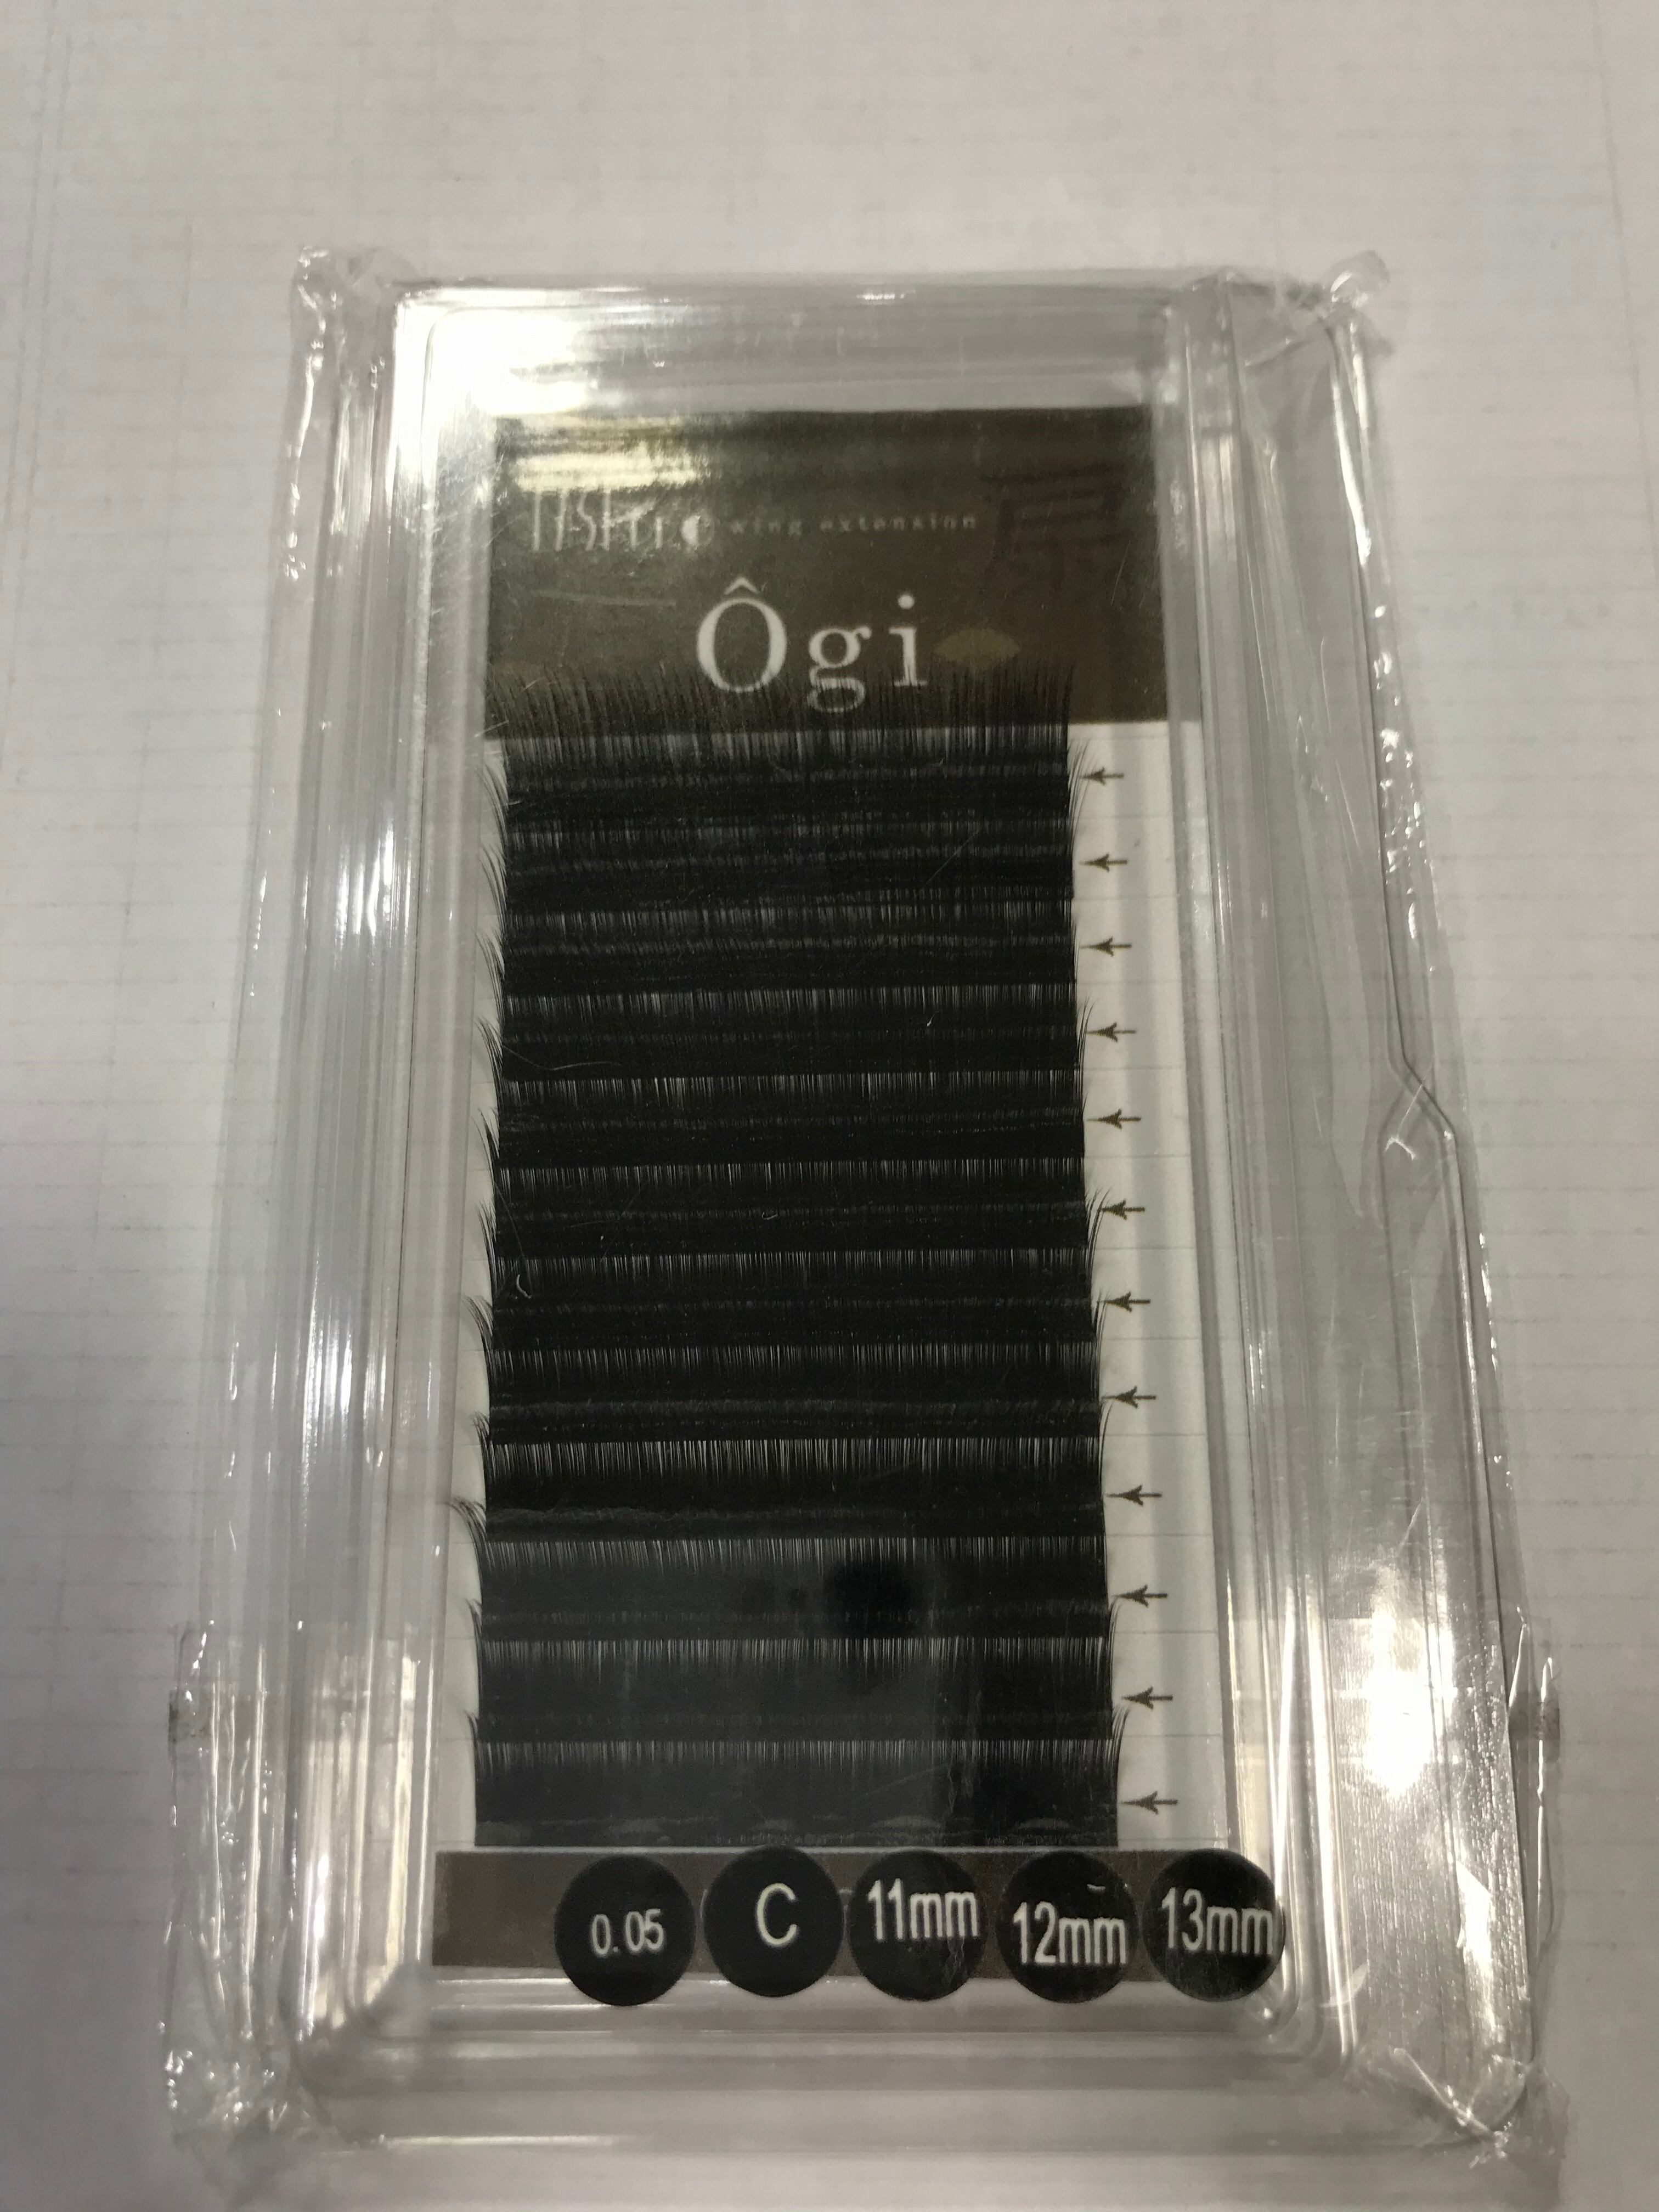 wing extension
Ôgi
0.05 C 11mm 12mm 13mm